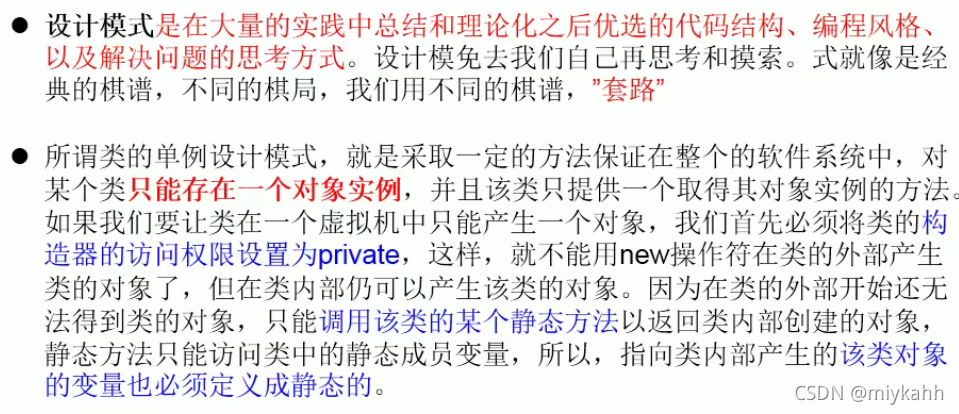 ● 设计模式是在大量的实践中总结和理论化之后优选的代码结构、编程风格、
以及解决问题的思考方式。设计模免去我们自己再思考和摸索。式就像是经
典的棋谱，不同的棋局，我们用不同的棋谱，”套路”
● 所谓类的单例设计模式，就是采取一定的方法保证在整个的软件系统中，对
某个类只能存在一个对象实例，并且该类只提供一个取得其对象实例的方法。
如果我们要让类在一个虚拟机中只能产生一个对象，我们首先必须将类的构
造器的访问权限设置为private，这样，就不能用new操作符在类的外部产生
类的对象了，但在类内部仍可以产生该类的对象。因为在类的外部开始还无
法得到类的对象，只能调用该类的某个静态方法以返回类内部创建的对象，
静态方法只能访问类中的静态成员变量，所以，指向类内部产生的该类对象
的变量也必须定义成静态的。
CSDN @miykahh